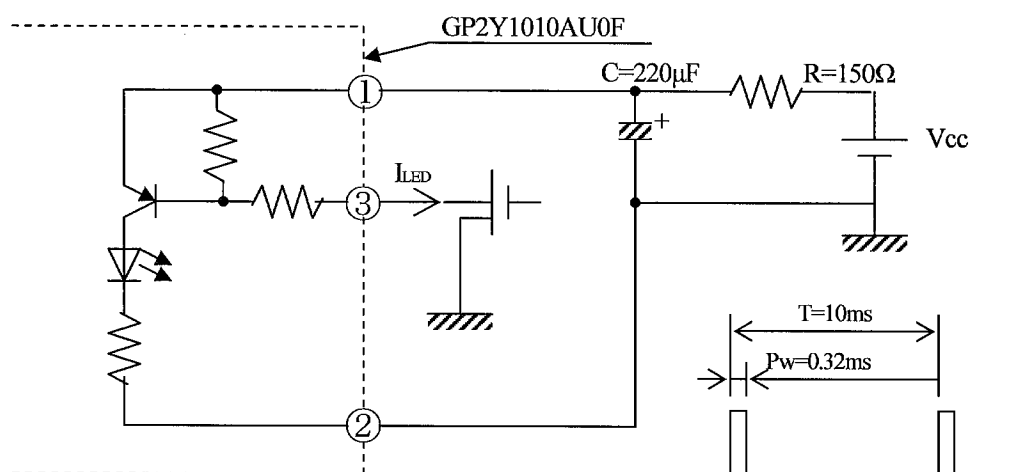 GP2Y1010AU0F
C=220µF
R=150Ω
①
+
Vcc
ILED
③
T=10ms
Pw=0.32ms
②